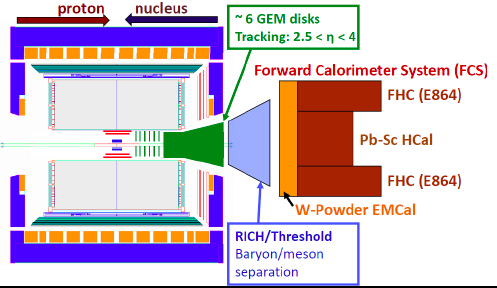 proton
nucleus
~ 6 GEM disks
Tracking: 2.5 < η < 4
Forward Calorimeter System (FCS)
FHC (E864)
Pb-Sc HCal
FHC (E864)
W-Powder EMCal
RICH/Threshold
Baryon/meson
separation